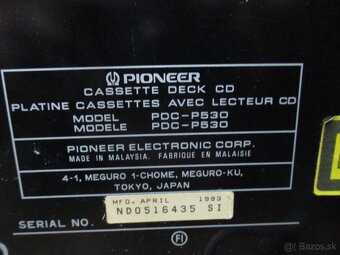 PIONEER
CASSETTE DECK CD
PLATINE CASSETTES AVEC LECTEUR CD
MODEL PDC-P530
MODELE PDC-P530
PIONEER ELECTRONIC CORP.
MADE IN MALAYSIA. FABRIQUE EN MALAISIE
4-1, MEGURO 1-CHOME, MEGURO-KU,
TOKYO, JAPAN
MFD. APRIL 1993
SERIAL NO. ND0516435 SI
FI
bazos.sk